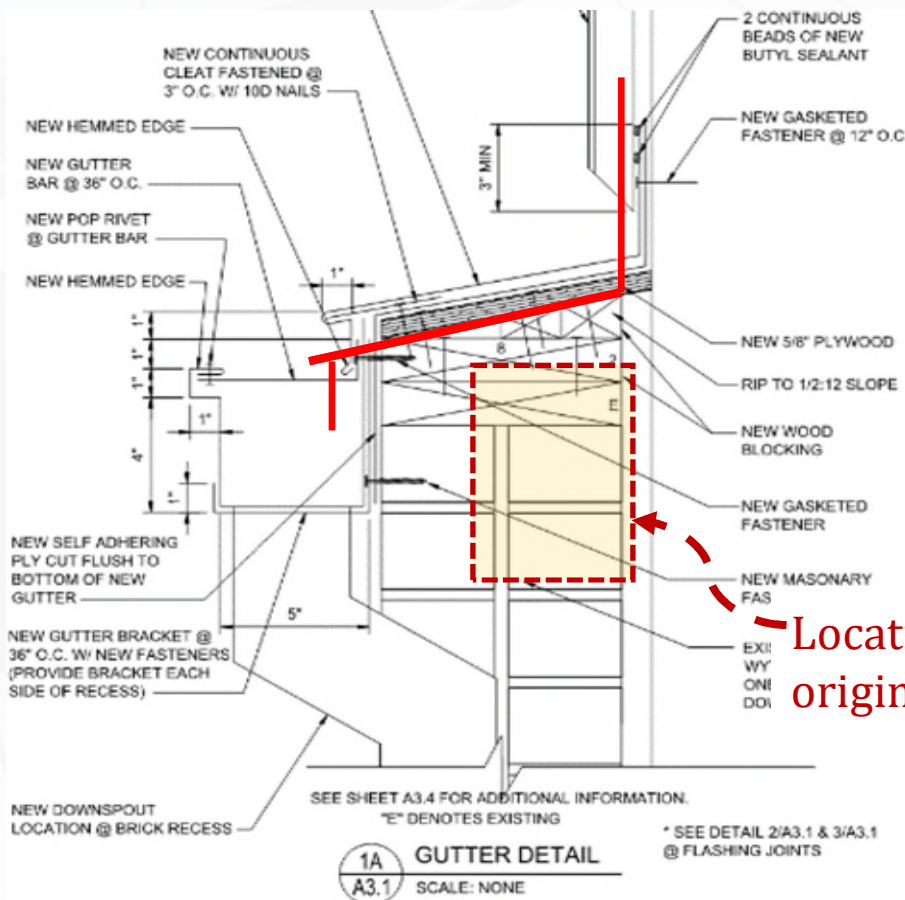 2 CONTINUOUS
BEADS OF NEW
BUTYL SEALANT
NEW CONTINUOUS
CLEAT FASTENED @
3" O.C. W/ 10D NAILS
NEW HEMMED EDGE
NEW GASKETED
FASTENER @ 12" O.C
3" MIN
NEW GUTTER
BAR @ 36" O.C.
NEW POP RIVET
@ GUTTER BAR
NEW HEMMED EDGE
1"
1"
1"
1"
1"
4"
1"
5"
8
2
E
NEW 5/8" PLYWOOD
RIP TO 1/2:12 SLOPE
NEW WOOD
BLOCKING
NEW GASKETED
FASTENER
NEW MASONARY
FAS
NEW SELF ADHERING
PLY CUT FLUSH TO
BOTTOM OF NEW
GUTTER
NEW GUTTER BRACKET @
36" O.C. W/ NEW FASTENERS
(PROVIDE BRACKET EACH
SIDE OF RECESS)
Locati
origin
WY
ONE
NEW DOWNSPOUT
LOCATION @ BRICK RECESS
SEE SHEET A3.4 FOR ADDITIONAL INFORMATION.
"E" DENOTES EXISTING
* SEE DETAIL 2/A3.1 & 3/A3.1
@ FLASHING JOINTS
1A
A3.1
GUTTER DETAIL
SCALE: NONE